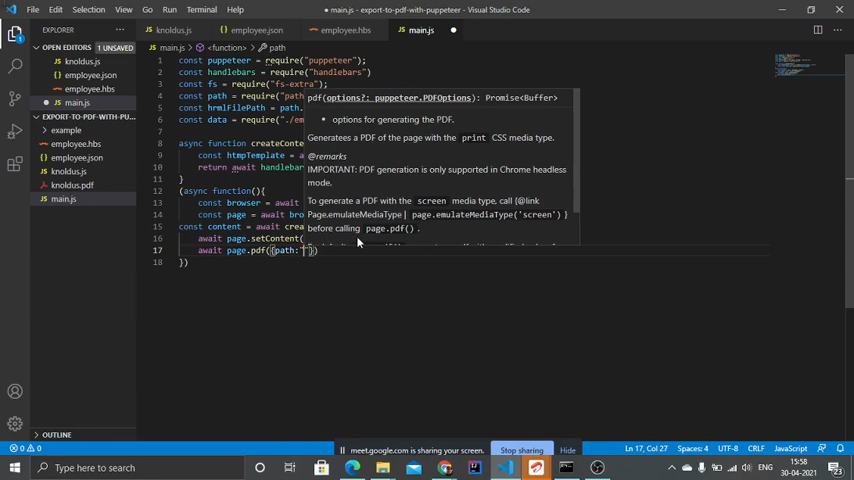 File Edit Selection View Go Run Terminal Help
● main.js - export-to-pdf-with-puppeteer - Visual Studio Code
EXPLORER
OPEN EDITORS 1 UNSAVED
knoldus.js
employee.json
employee.hbs
main.js
EXPORT-TO-PDF-WITH-PU...
example
employee.hbs
employee.json
knoldus.js
knoldus.pdf
main.js
OUTLINE
knoldus.js employee.json employee.hbs main.js
main.js > <function> > path
1 const puppeteer = require("puppeteer");
2 const handlebars = require("handlebars")
3 const fs = require("fs-extra");
4 const path = require("path
5 const hrmlFilePath = path.
6 const data = require("./em
7
8 async function createConte
9 const htmpTemplate = a
10 return await handlebar
11 }
12 (async function(){
13 const browser = await
14 const page = await bro
15 const content = await crea
16 await page.setContent(
17 await page.pdf({path:""})
18 })
pdf(options?: puppeteer.PDFOptions): Promise<Buffer>
• options for generating the PDF.
Generatees a PDF of the page with the print CSS media type.
@remarks
IMPORTANT: PDF generation is only supported in Chrome headless
mode.
To generate a PDF with the screen media type, call {@link
Page.emulateMediaType | page.emulateMediaType('screen') }
before calling page.pdf() .
0 0
meet.google.com is sharing your screen. Stop sharing Hide
Ln 17, Col 27 Spaces: 4 UTF-8 CRLF JavaScript
Type here to search
ENG
15:58
30-04-2021
23